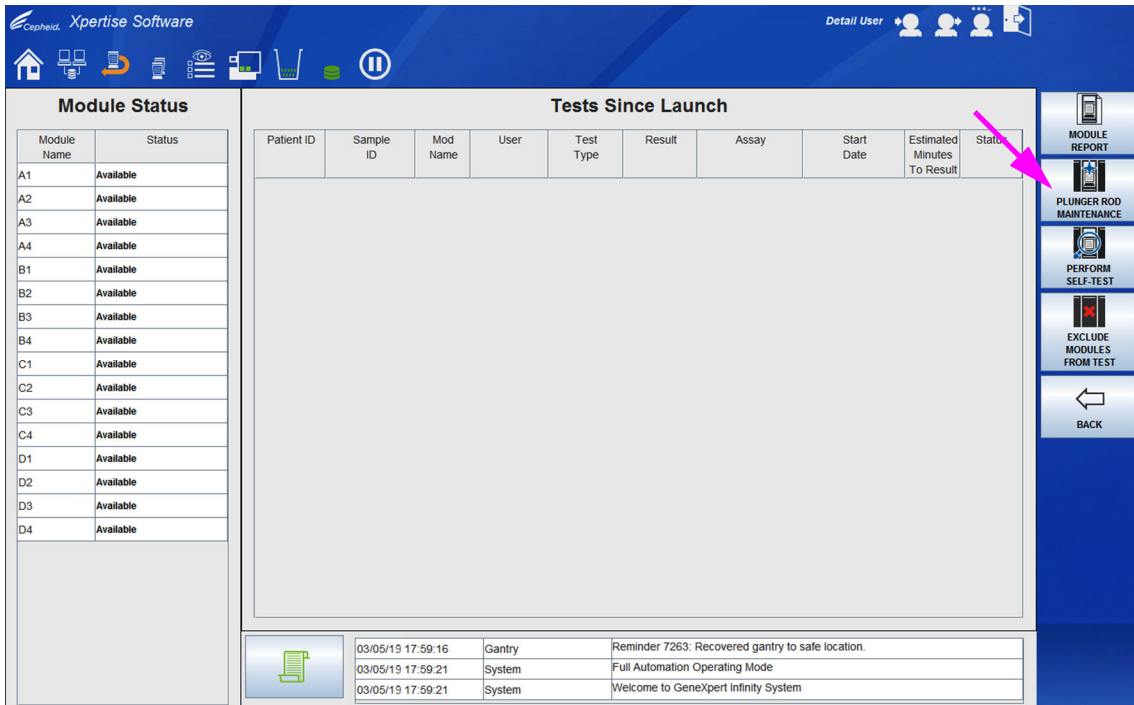 Cepheid. Xpertise Software
Detail User
Module Status
Tests Since Launch
Module
Name
Status
Patient ID
Sample
ID
Mod
Name
User
Test
Type
Result
Assay
Start
Date
Estimated
Minutes
To Result
Status
A1 Available
A2 Available
A3 Available
A4 Available
B1 Available
B2 Available
B3 Available
B4 Available
C1 Available
C2 Available
C3 Available
C4 Available
D1 Available
D2 Available
D3 Available
D4 Available
MODULE
REPORT
PLUNGER ROD
MAINTENANCE
PERFORM
SELF-TEST
EXCLUDE
MODULES
FROM TEST
BACK
03/05/19 17:59:16 Gantry Reminder 7263: Recovered gantry to safe location.
03/05/19 17:59:21 System Full Automation Operating Mode
03/05/19 17:59:21 System Welcome to GeneXpert Infinity System